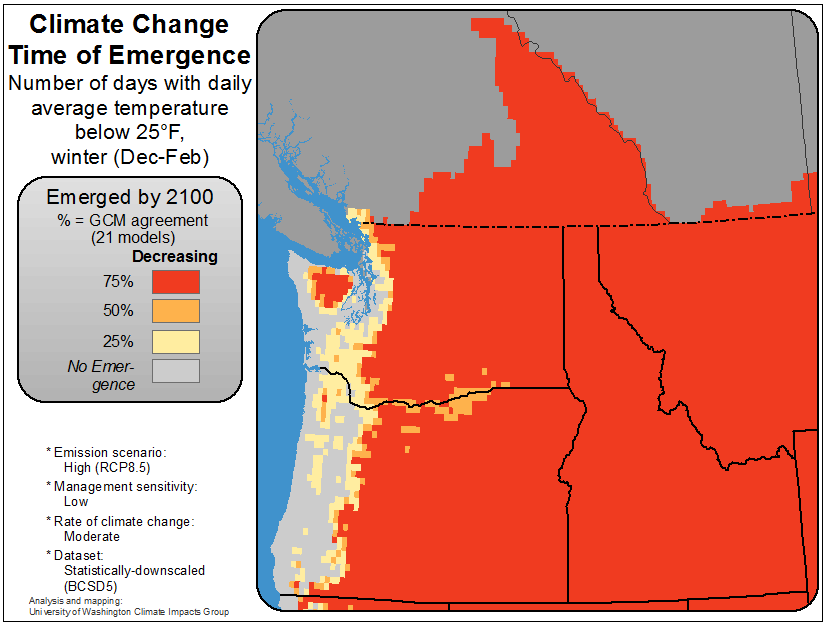 Climate Change
Time of Emergence
Number of days with daily
average temperature
below 25°F,
winter (Dec-Feb)
Emerged by 2100
% = GCM agreement
(21 models)
Decreasing
75%
50%
25%
No Emer-
gence
* Emission scenario:
High (RCP8.5)
* Management sensitivity:
Low
* Rate of climate change:
Moderate
* Dataset:
Statistically-downscaled
(BCSD5)
Analysis and mapping:
University of Washington Climate Impacts Group